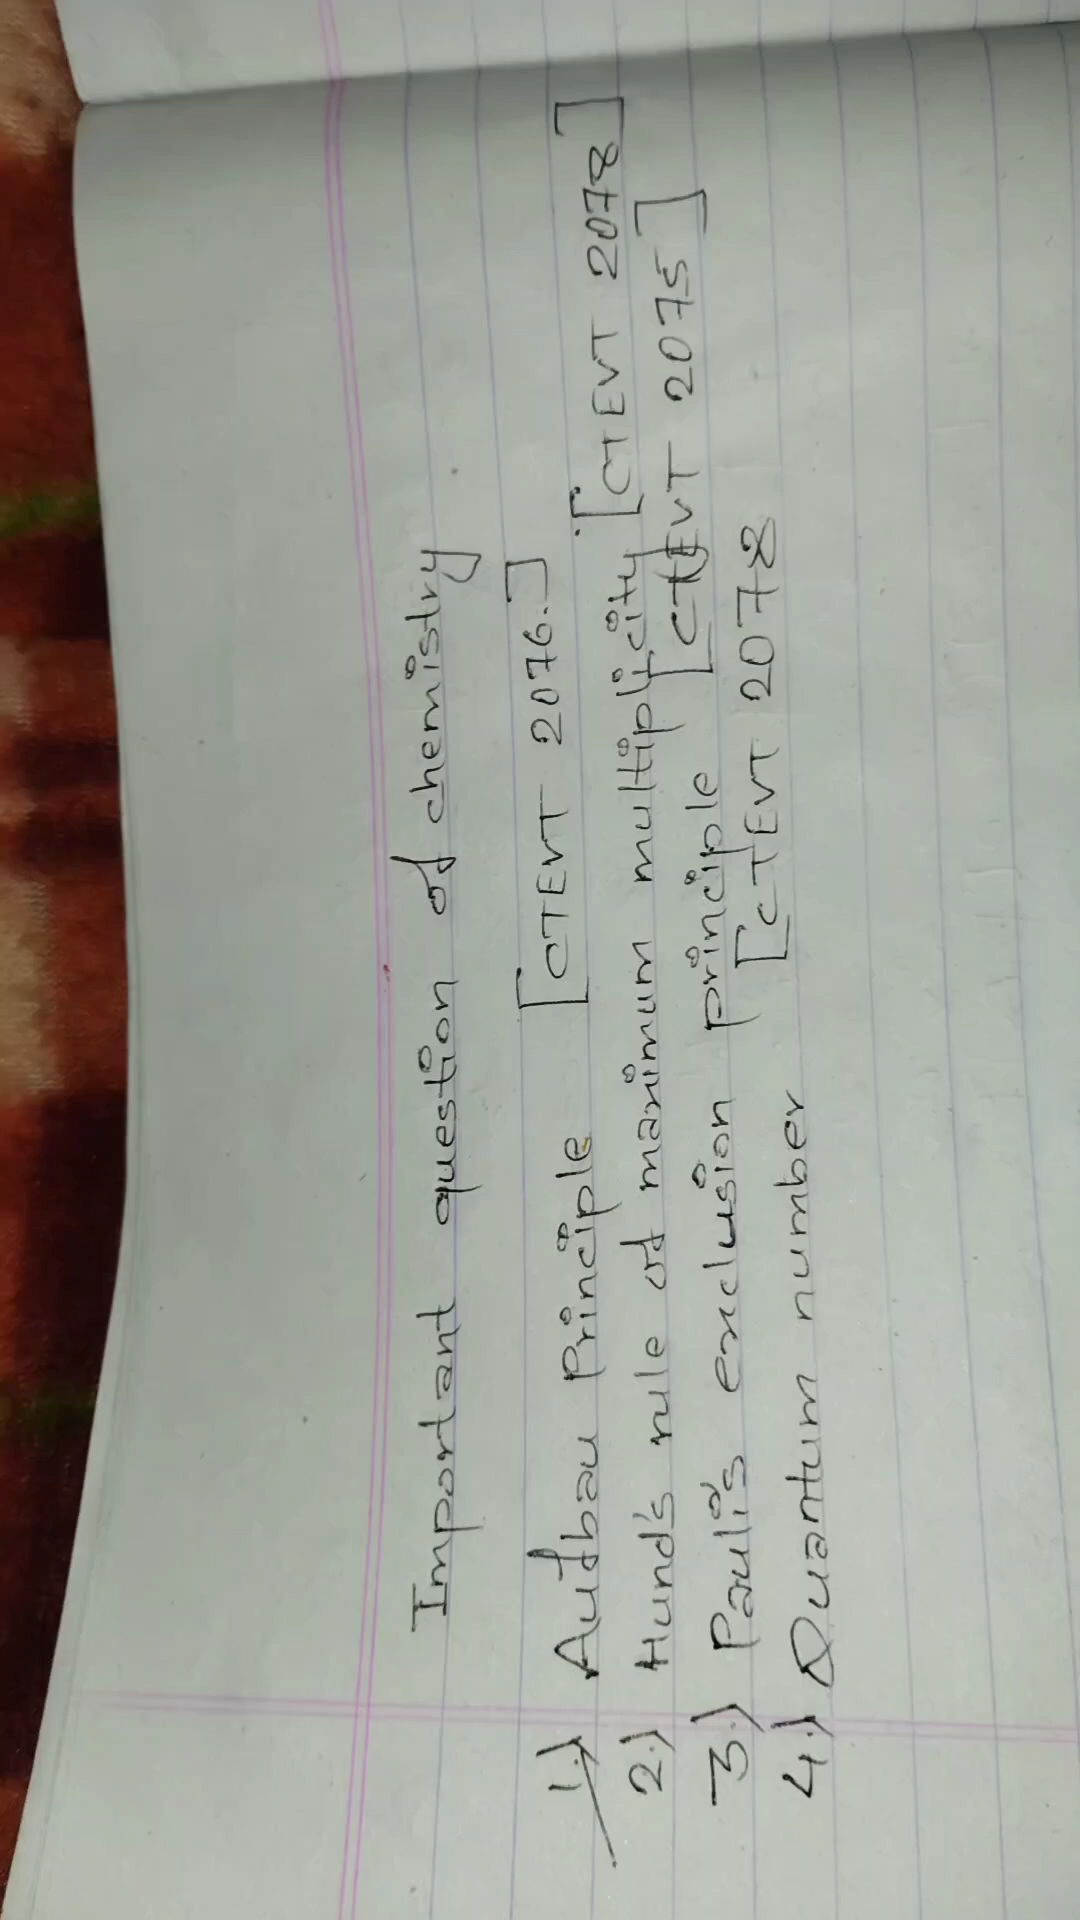 Important question of chemistry
1.) Aufbau Principle [CTEVT 2076.]
2.) Hund's rule of maximum multiplicity. [CTEVT 2078]
3.) Pauli's exclusion principle [CTEVT 2075]
4.) Quantum number [CTEVT 2078